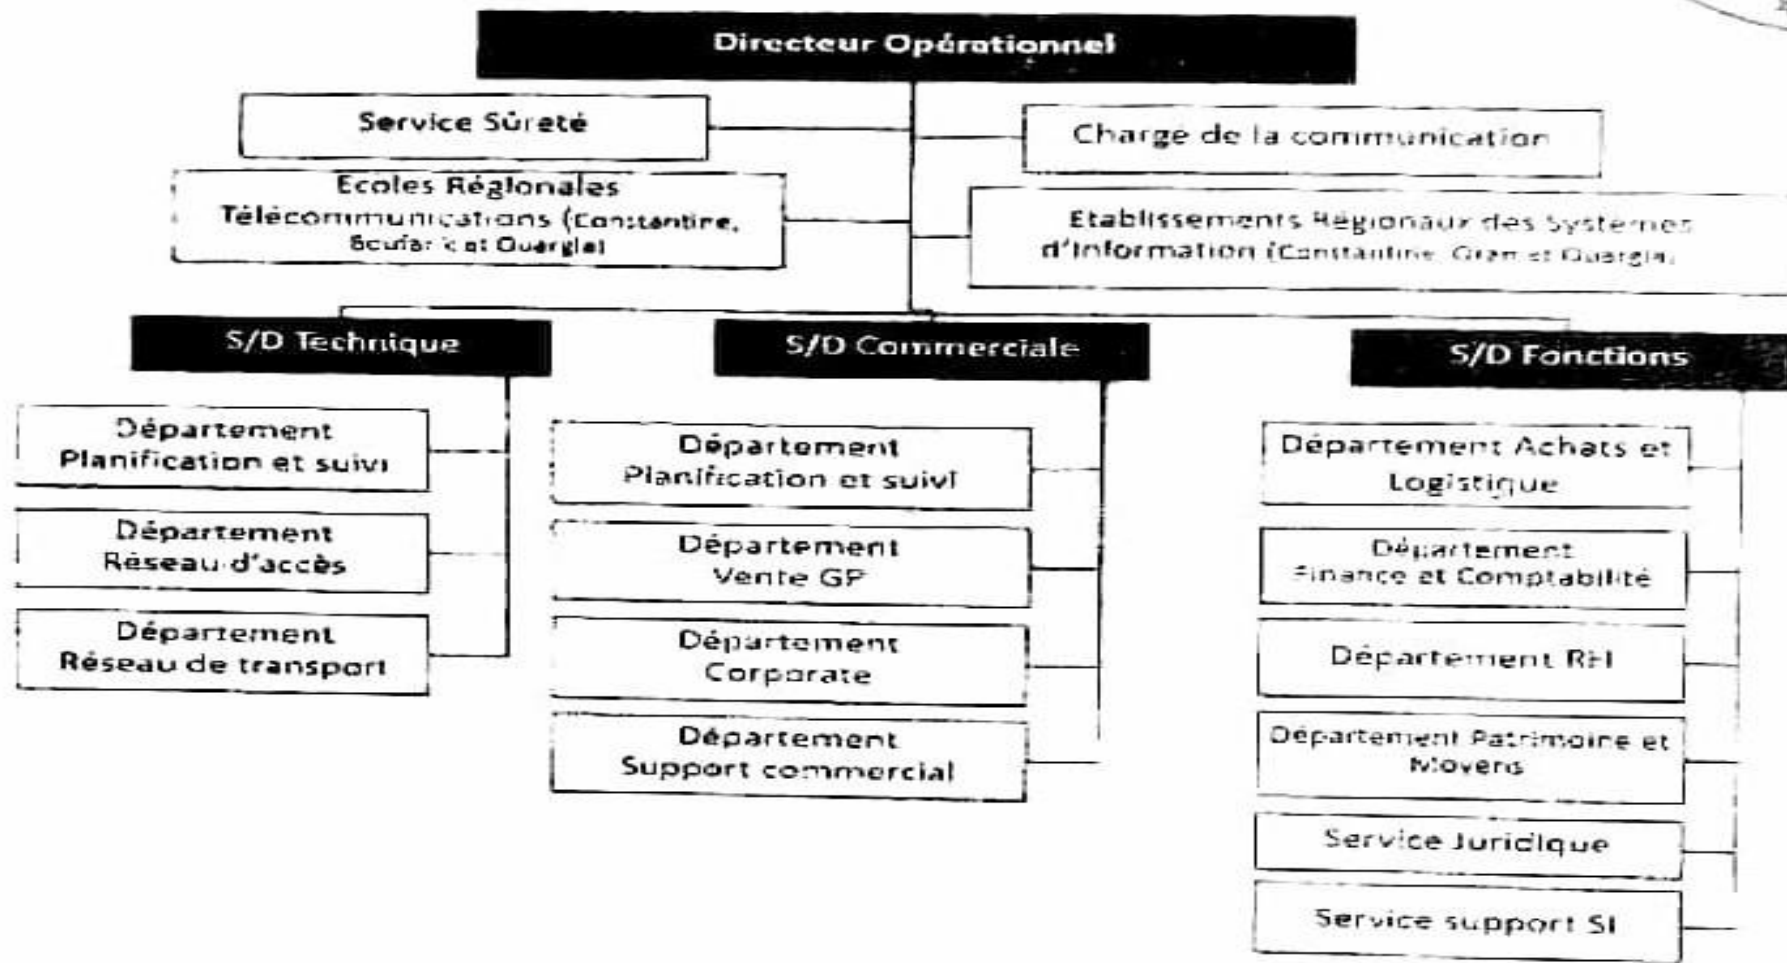 Directeur Opérationnel
Service Sûreté
Chargé de la communication
Ecoles Régionales
Télécommunications (Constantine,
et Ouargla)
Etablissements Régionaux des Systèmes
d'Information (Constantine, Oran et Ouargla)
S/D Technique
Département
Planification et suivi
Département
Réseau d'accès
Département
Réseau de transport
S/D Commerciale
Département
Planification et suivi
Département
Vente GP
Département
Corporate
Département
Support commercial
S/D Fonctions
Département Achats et
Logistique
Département
Finance et Comptabilité
Département RH
Département Patrimoine et
Moyens
Service Juridique
Service support SI